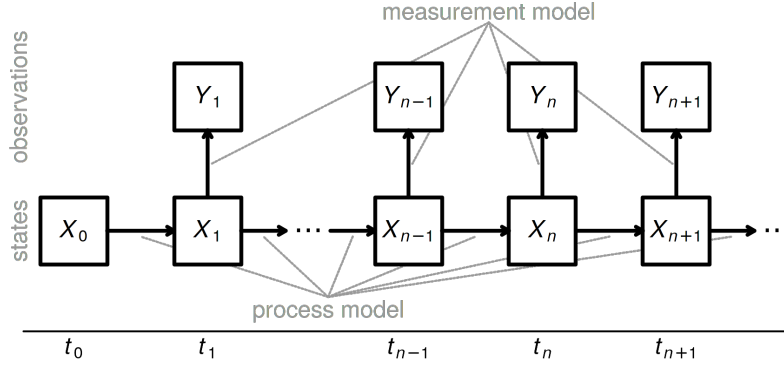 measurement model
observations
Y₁ Yₙ₋₁ Yₙ Yₙ₊₁
states
X₀ X₁ ··· Xₙ₋₁ Xₙ Xₙ₊₁ ··
process model
t₀ t₁ tₙ₋₁ tₙ tₙ₊₁